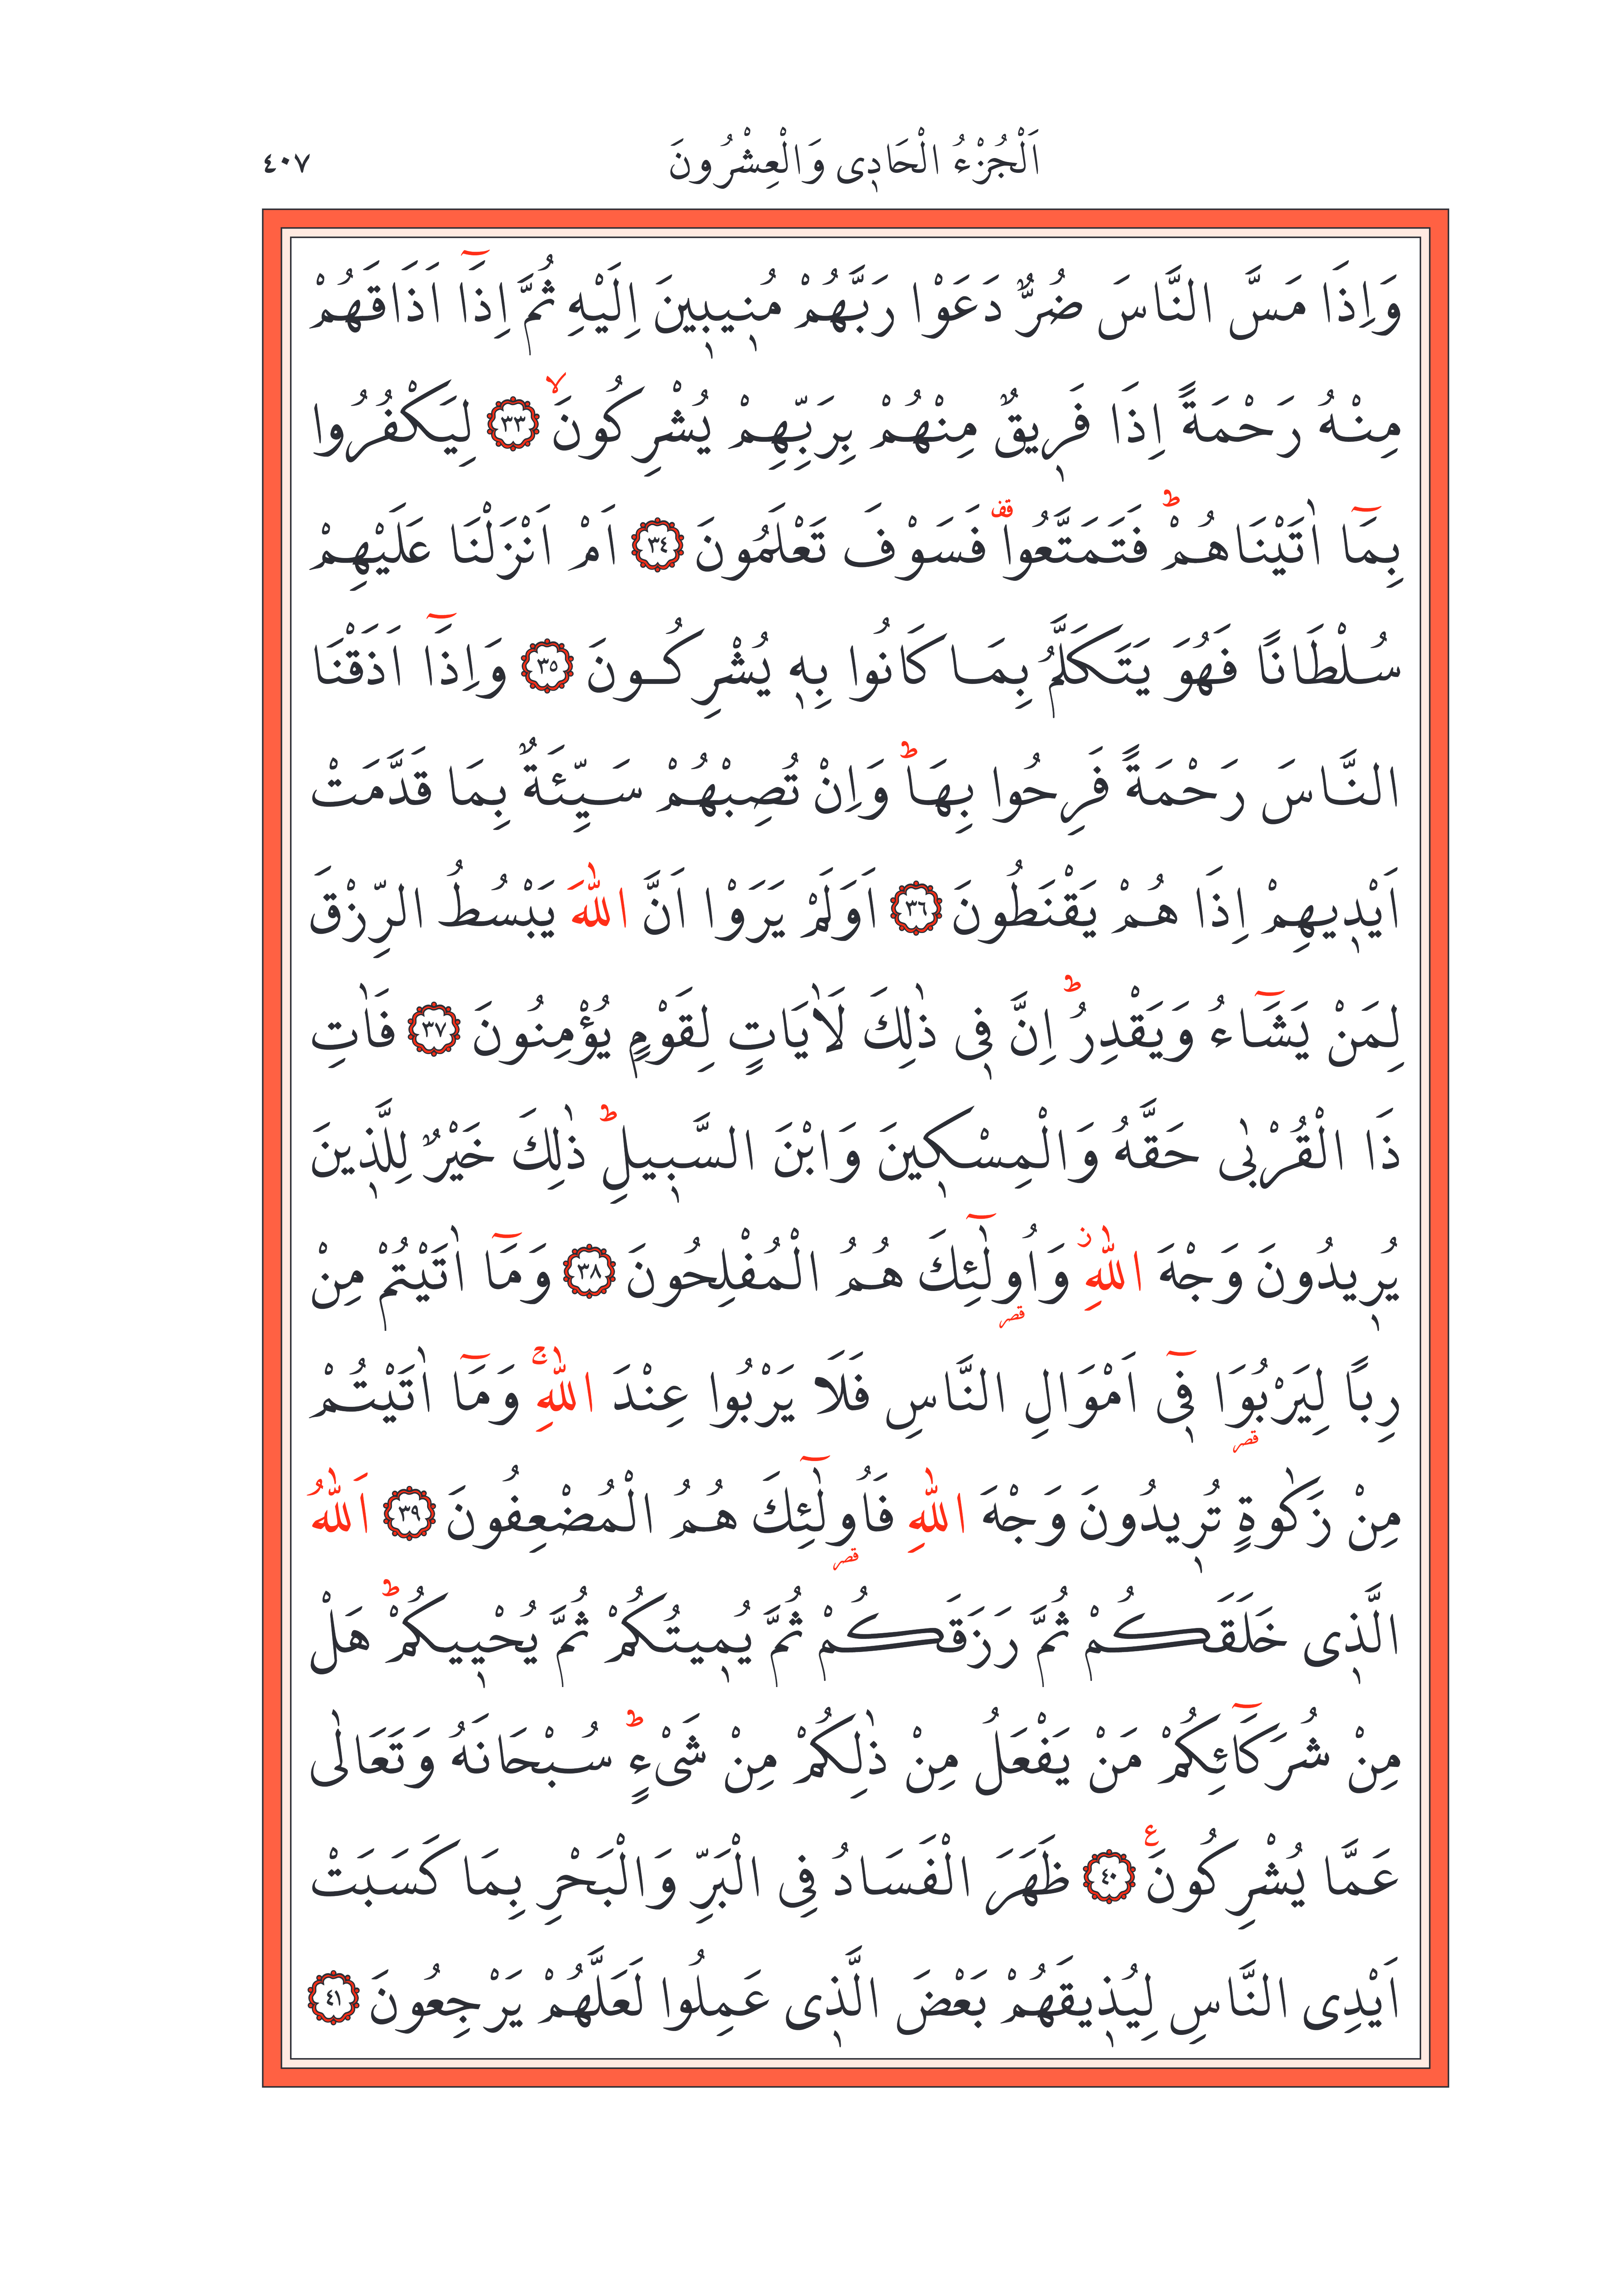 اَلْجُزْءُ الْحَادٖى وَالْعِشْرُونَ ٤٠٧
وَاِذَا مَسَّ النَّاسَ ضُرٌّ دَعَوْا رَبَّهُمْ مُنٖيبٖينَ اِلَيْهِ ثُمَّ اِذَٓا اَذَاقَهُمْ
مِنْهُ رَحْمَةً اِذَا فَرٖيقٌ مِنْهُمْ بِرَبِّهِمْ يُشْرِكُونَۙ ﴿٣٣﴾ لِيَكْفُرُوا
بِمَٓا اٰتَيْنَاهُمْؕ فَتَمَتَّعُوا۠ قف فَسَوْفَ تَعْلَمُونَ ﴿٣٤﴾ اَمْ اَنْزَلْنَا عَلَيْهِمْ
سُلْطَانًا فَهُوَ يَتَكَلَّمُ بِمَا كَانُوا بِهٖ يُشْرِكُونَ ﴿٣٥﴾ وَاِذَٓا اَذَقْنَا
النَّاسَ رَحْمَةً فَرِحُوا بِهَاؕ وَاِنْ تُصِبْهُمْ سَيِّئَةٌ بِمَا قَدَّمَتْ
اَيْدٖيهِمْ اِذَا هُمْ يَقْنَطُونَ ﴿٣٦﴾ اَوَلَمْ يَرَوْا اَنَّ اللّٰهَ يَبْسُطُ الرِّزْقَ
لِمَنْ يَشَٓاءُ وَيَقْدِرُؕ اِنَّ فٖى ذٰلِكَ لَاٰيَاتٍ لِقَوْمٍ يُؤْمِنُونَ ﴿٣٧﴾ فَاٰتِ
ذَا الْقُرْبٰى حَقَّهُ وَالْمِسْكٖينَ وَابْنَ السَّبٖيلِؕ ذٰلِكَ خَيْرٌ لِلَّذٖينَ
يُرٖيدُونَ وَجْهَ اللّٰهِؗ وَاُو۬لٰٓئِكَ هُمُ الْمُفْلِحُونَ ﴿٣٨﴾ وَمَٓا اٰتَيْتُمْ مِنْ
قصر
رِبًا لِيَرْبُوَا فٖٓى اَمْوَالِ النَّاسِ فَلَا يَرْبُوا عِنْدَ اللّٰهِۚ وَمَٓا اٰتَيْتُمْ
قصر
مِنْ زَكٰوةٍ تُرٖيدُونَ وَجْهَ اللّٰهِ فَاُولٰٓئِكَ هُمُ الْمُضْعِفُونَ ﴿٣٩﴾ اَللّٰهُ
قصر
الَّذٖى خَلَقَكُمْ ثُمَّ رَزَقَكُمْ ثُمَّ يُمٖيتُكُمْ ثُمَّ يُحْيٖيكُمْؕ هَلْ
مِنْ شُرَكَٓائِكُمْ مَنْ يَفْعَلُ مِنْ ذٰلِكُمْ مِنْ شَىْءٍؕ سُبْحَانَهُ وَتَعَالٰى
عَمَّا يُشْرِكُونَ ع ﴿٤٠﴾ ظَهَرَ الْفَسَادُ فِى الْبَرِّ وَالْبَحْرِ بِمَا كَسَبَتْ
اَيْدِى النَّاسِ لِيُذٖيقَهُمْ بَعْضَ الَّذٖى عَمِلُوا لَعَلَّهُمْ يَرْجِعُونَ ﴿٤١﴾